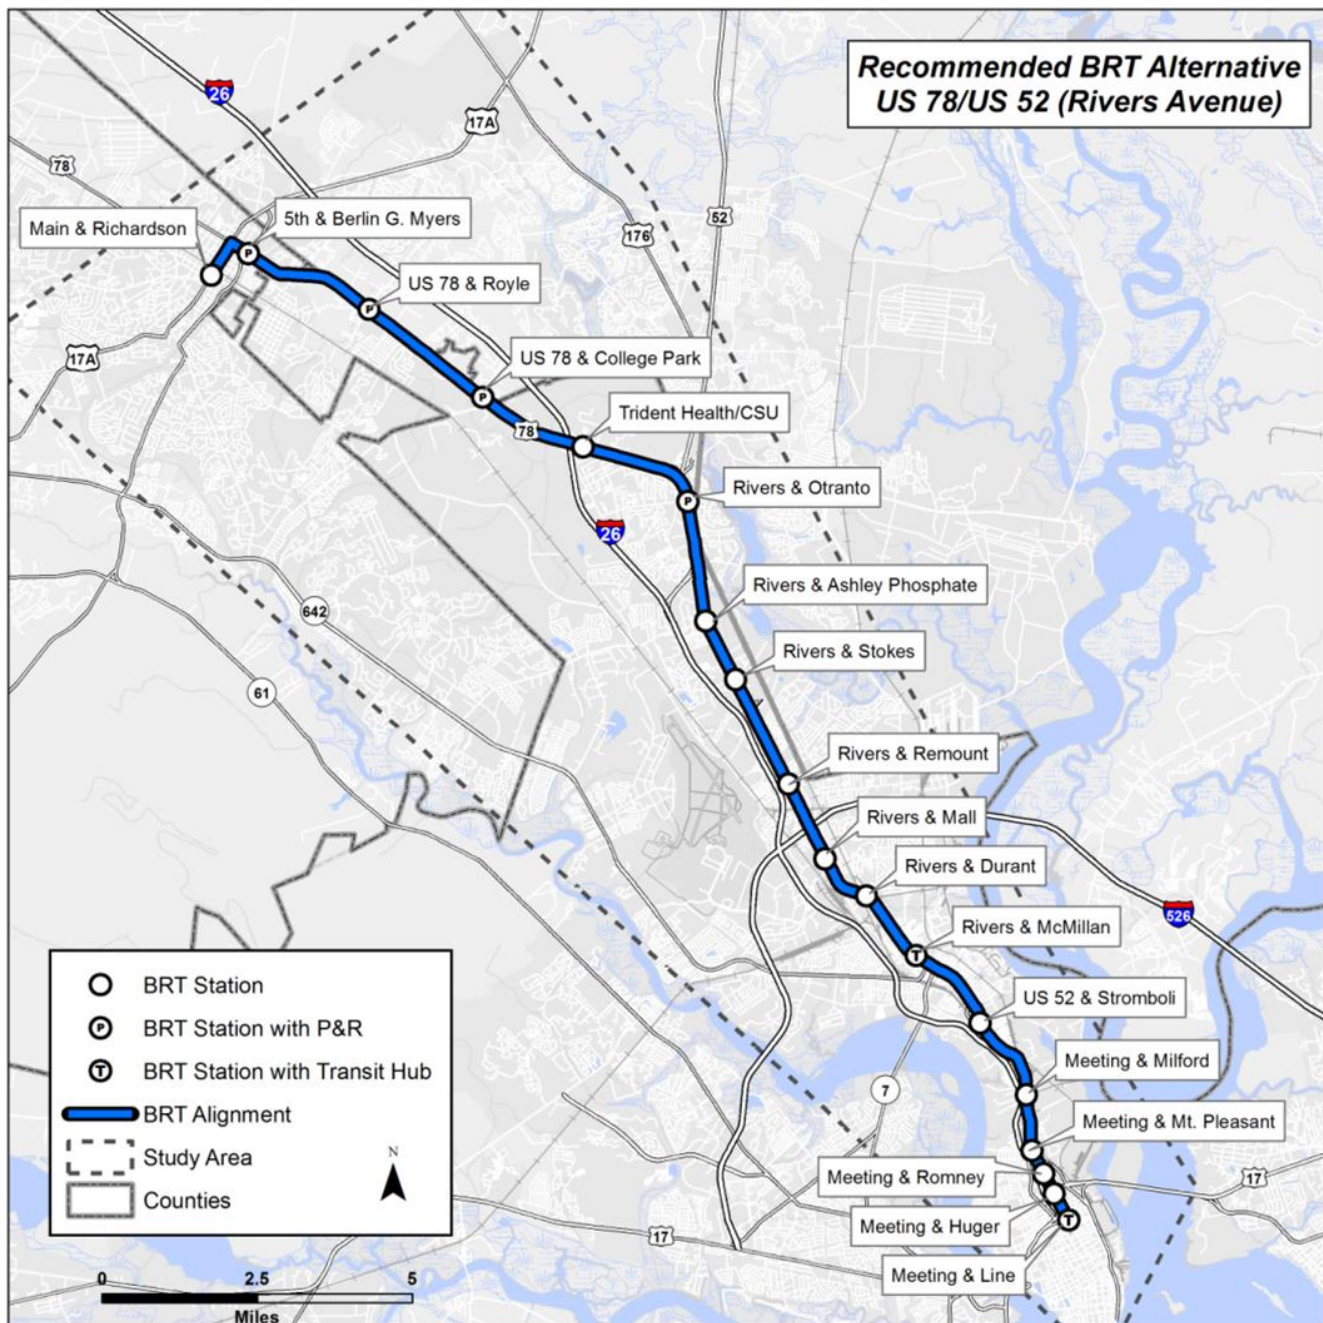 Recommended BRT Alternative
US 78/US 52 (Rivers Avenue)
26
17A
78
52
176
Main & Richardson
5th & Berlin G. Myers
P
US 78 & Royle
P
17A
US 78 & College Park
P
78
Trident Health/CSU
Rivers & Otranto
P
26
Rivers & Ashley Phosphate
642
Rivers & Stokes
61
Rivers & Remount
Rivers & Mall
Rivers & Durant
526
Rivers & McMillan
T
US 52 & Stromboli
Meeting & Milford
7
Meeting & Mt. Pleasant
Meeting & Romney
17
Meeting & Huger
T
17
Meeting & Line
BRT Station
P BRT Station with P&R
T BRT Station with Transit Hub
BRT Alignment
Study Area
Counties
N
0 2.5 5
Miles